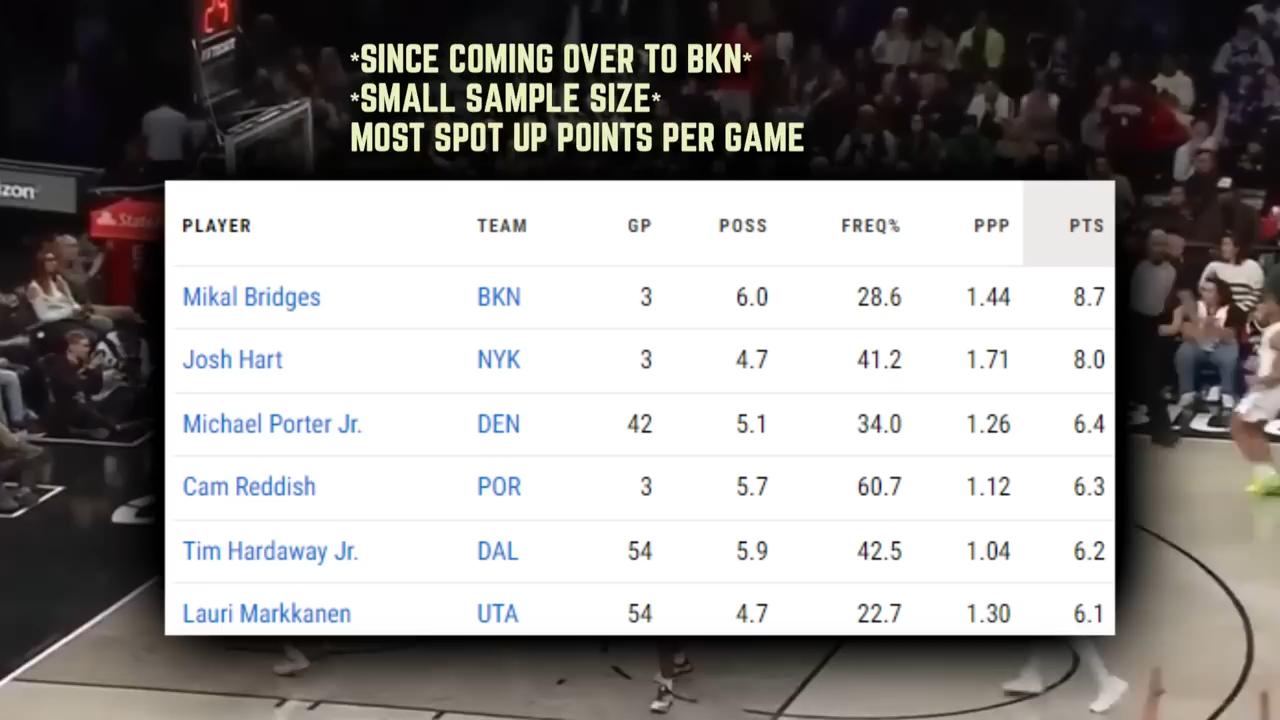 24
*SINCE COMING OVER TO BKN*
*SMALL SAMPLE SIZE*
MOST SPOT UP POINTS PER GAME
PLAYER TEAM GP POSS FREQ% PPP PTS
Mikal Bridges BKN 3 6.0 28.6 1.44 8.7
Josh Hart NYK 3 4.7 41.2 1.71 8.0
Michael Porter Jr. DEN 42 5.1 34.0 1.26 6.4
Cam Reddish POR 3 5.7 60.7 1.12 6.3
Tim Hardaway Jr. DAL 54 5.9 42.5 1.04 6.2
Lauri Markkanen UTA 54 4.7 22.7 1.30 6.1
zon
State